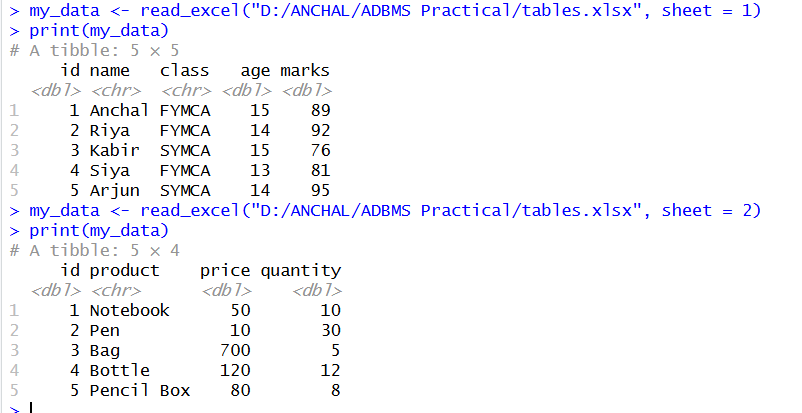 > my_data <- read_excel("D:/ANCHAL/ADBMS Practical/tables.xlsx", sheet = 1)
> print(my_data)
# A tibble: 5 × 5
     id name   class   age marks
  <dbl> <chr>  <chr> <dbl> <dbl>
1     1 Anchal FYMCA    15    89
2     2 Riya   FYMCA    14    92
3     3 Kabir  SYMCA    15    76
4     4 Siya   FYMCA    13    81
5     5 Arjun  SYMCA    14    95
> my_data <- read_excel("D:/ANCHAL/ADBMS Practical/tables.xlsx", sheet = 2)
> print(my_data)
# A tibble: 5 × 4
     id product    price quantity
  <dbl> <chr>      <dbl>    <dbl>
1     1 Notebook      50       10
2     2 Pen           10       30
3     3 Bag          700        5
4     4 Bottle       120       12
5     5 Pencil Box    80        8
>